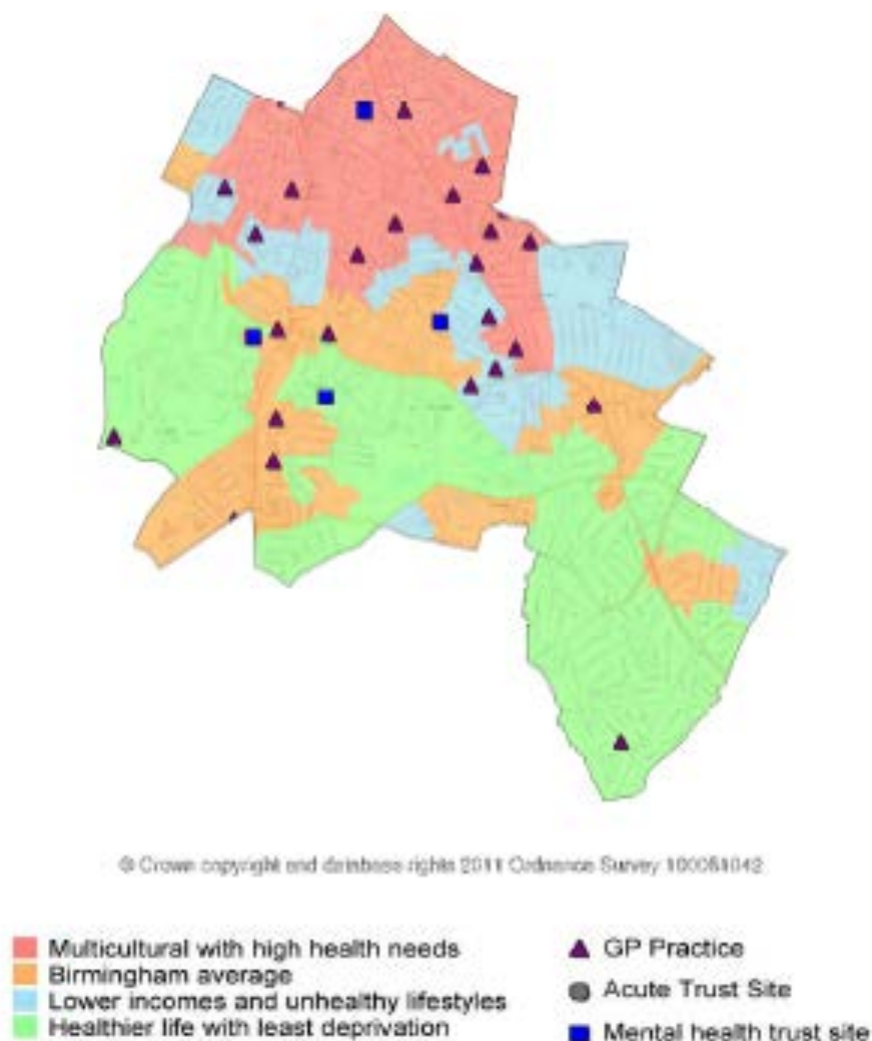 © Crown copyright and database rights 2011 Ordnance Survey 100051042
Multicultural with high health needs
Birmingham average
Lower incomes and unhealthy lifestyles
Healthier life with least deprivation
GP Practice
Acute Trust Site
Mental health trust site